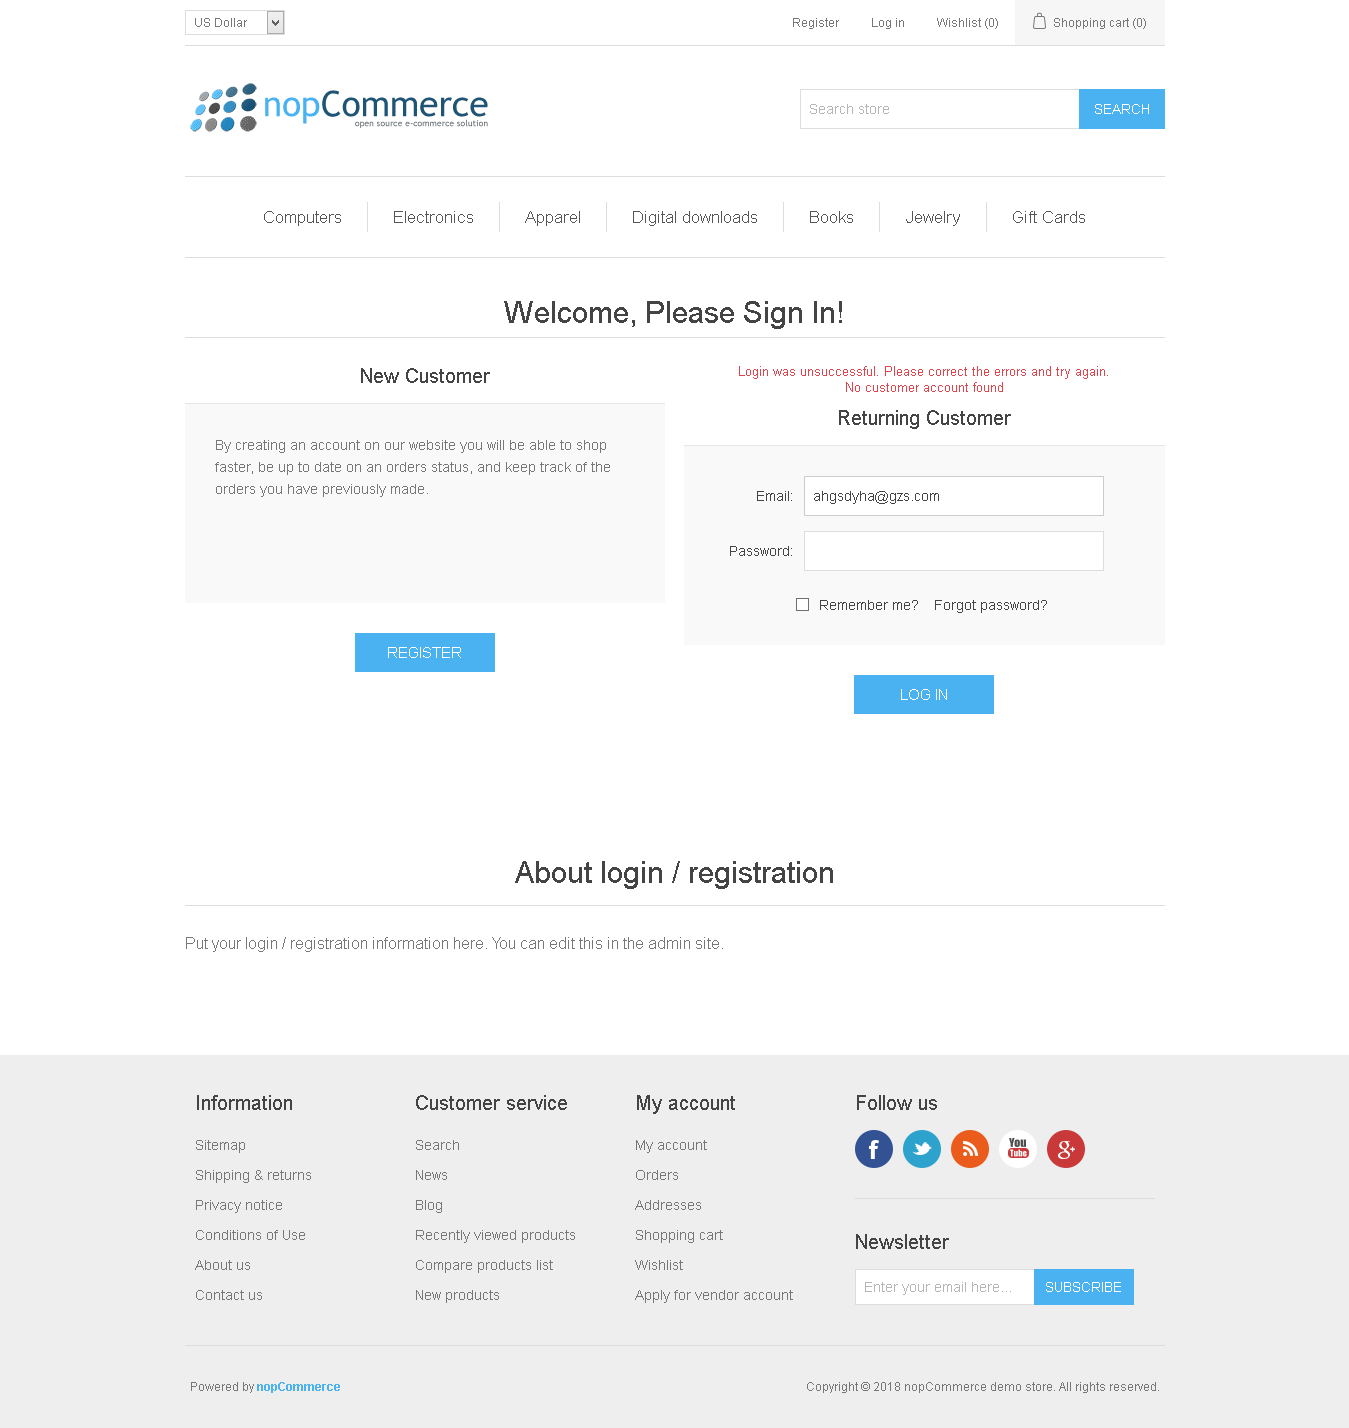 US Dollar
Register
Log in
Wishlist (0)
Shopping cart (0)
nopCommerce
open source e-commerce solution
Search store
SEARCH
Computers
Electronics
Apparel
Digital downloads
Books
Jewelry
Gift Cards
Welcome, Please Sign In!
New Customer
By creating an account on our website you will be able to shop
faster, be up to date on an orders status, and keep track of the
orders you have previously made.
REGISTER
Login was unsuccessful. Please correct the errors and try again.
No customer account found
Returning Customer
Email:
ahgsdyha@gzs.com
Password:
Remember me?
Forgot password?
LOG IN
About login / registration
Put your login / registration information here. You can edit this in the admin site.
Information
Sitemap
Shipping & returns
Privacy notice
Conditions of Use
About us
Contact us
Customer service
Search
News
Blog
Recently viewed products
Compare products list
New products
My account
My account
Orders
Addresses
Shopping cart
Wishlist
Apply for vendor account
Follow us
f
You
Tube
g+
Newsletter
Enter your email here...
SUBSCRIBE
Powered by nopCommerce
Copyright © 2018 nopCommerce demo store. All rights reserved.